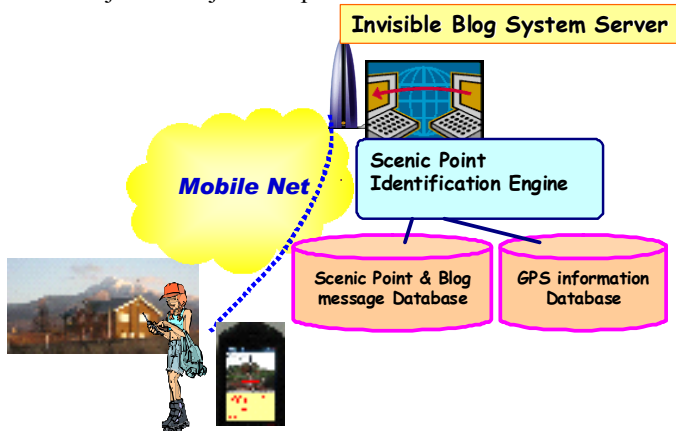 Invisible Blog System Server
Scenic Point
Identification Engine
Mobile Net
Scenic Point & Blog
message Database
GPS information
Database